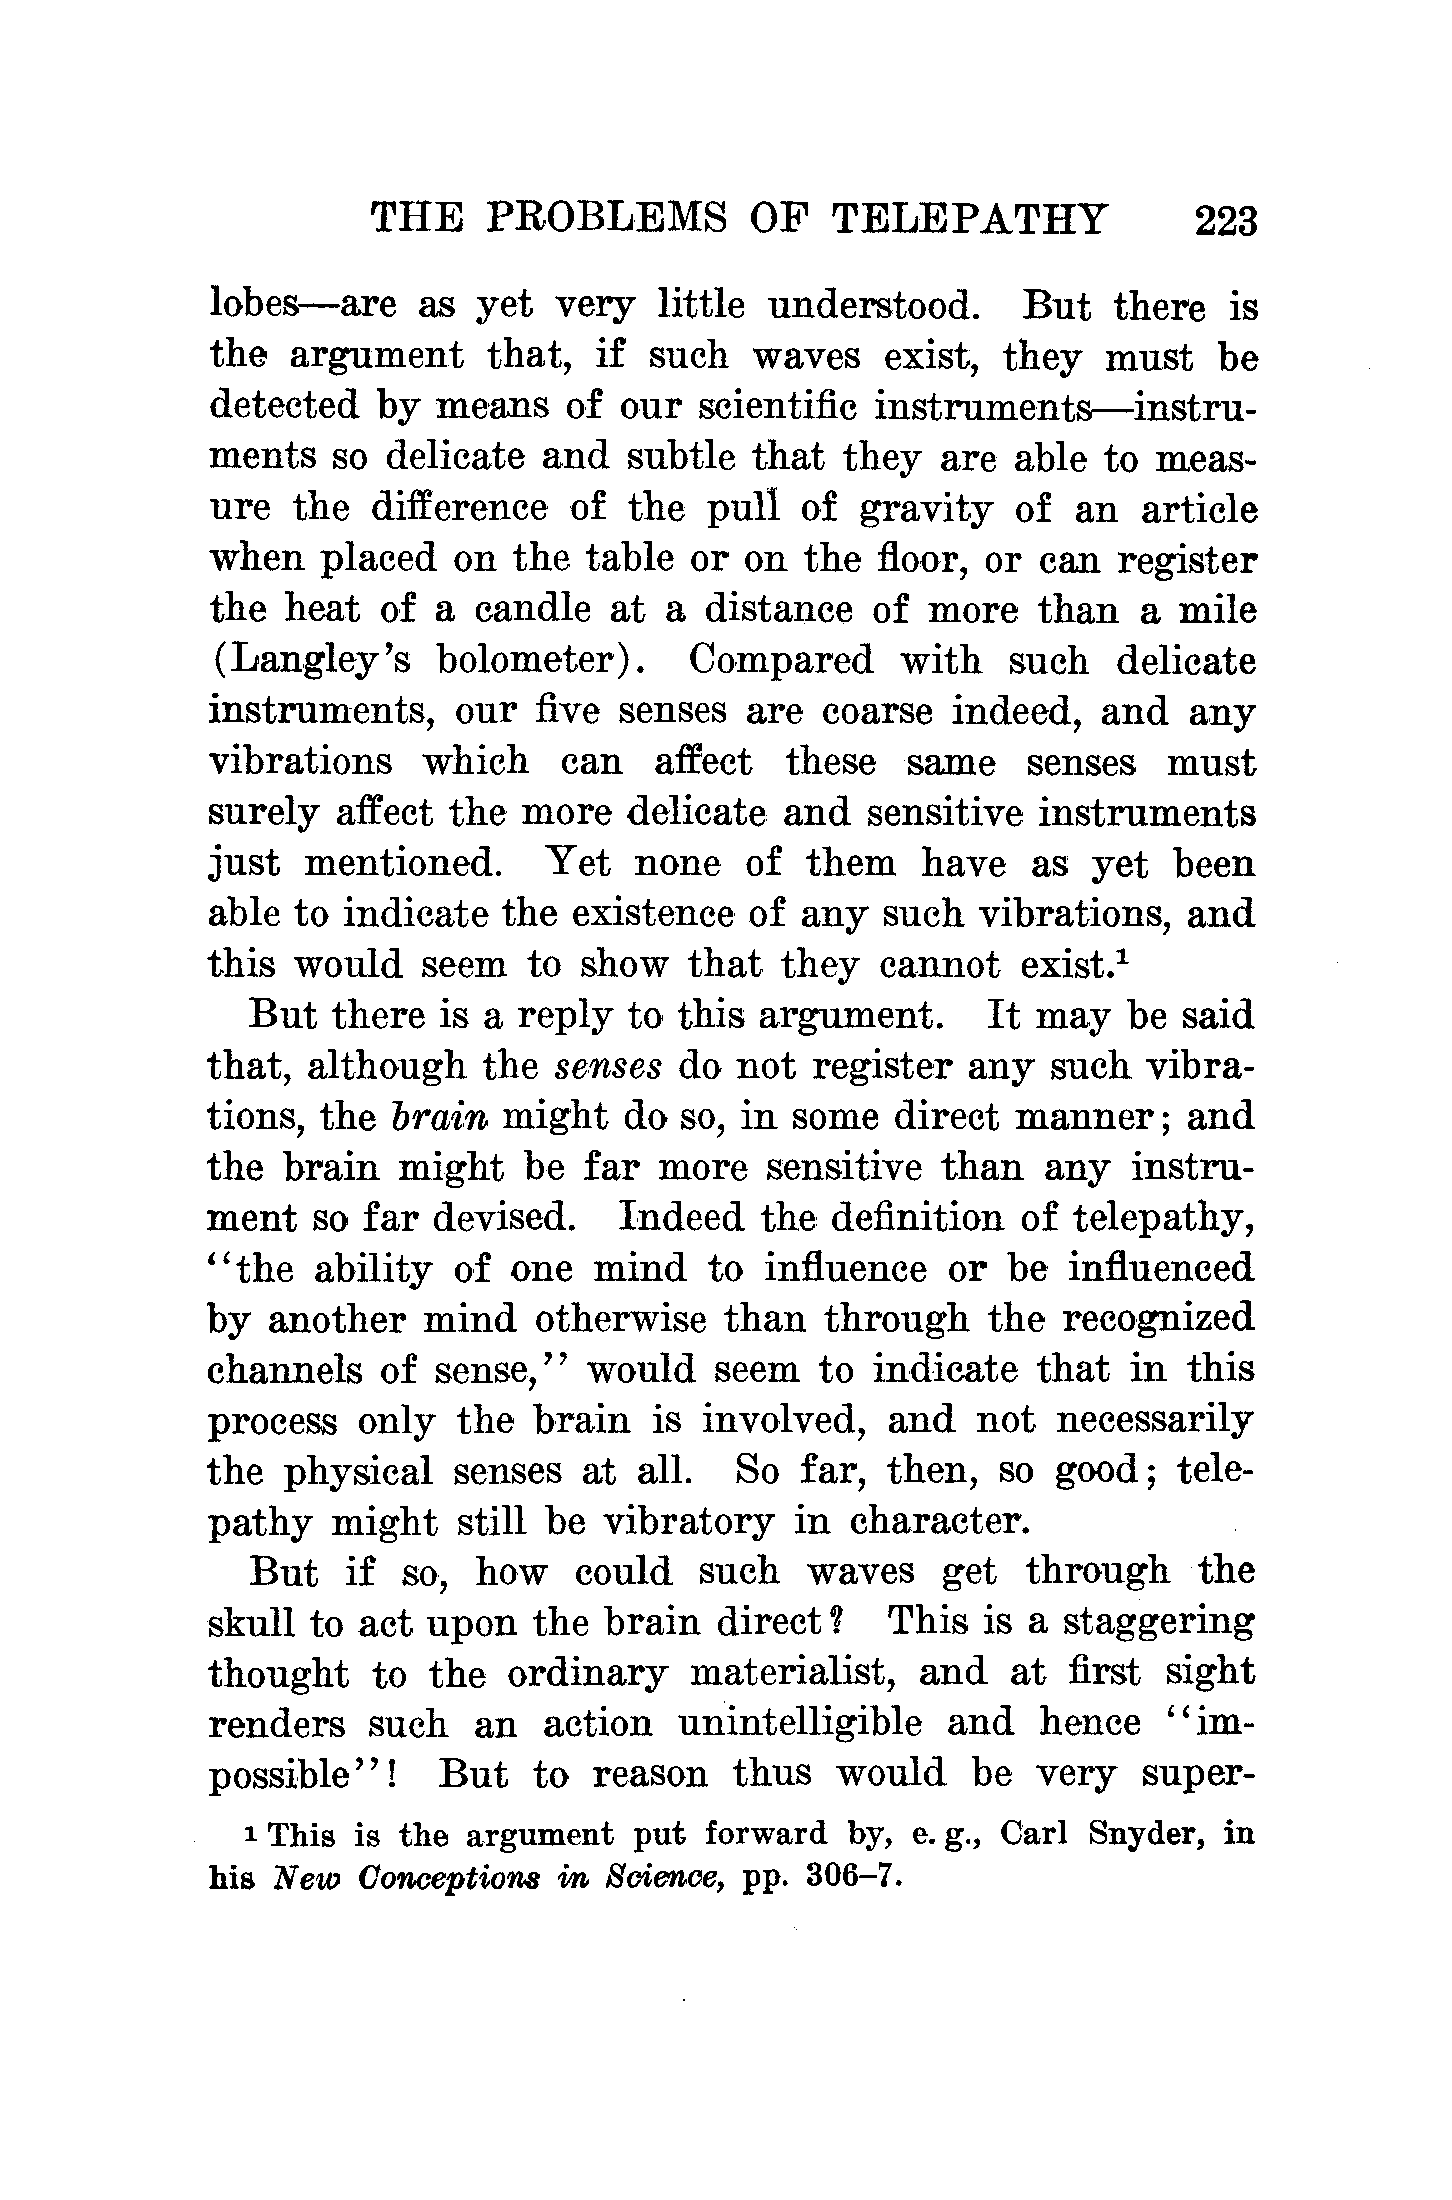 THE PROBLEMS OF TELEPATHY 223
lobes—are as yet very little understood. But there is
the argument that, if such waves exist, they must be
detected by means of our scientific instruments—instru-
ments so delicate and subtle that they are able to meas-
ure the difference of the pull of gravity of an article
when placed on the table or on the floor, or can register
the heat of a candle at a distance of more than a mile
(Langley's bolometer). Compared with such delicate
instruments, our five senses are coarse indeed, and any
vibrations which can affect these same senses must
surely affect the more delicate and sensitive instruments
just mentioned. Yet none of them have as yet been
able to indicate the existence of any such vibrations, and
this would seem to show that they cannot exist.¹
But there is a reply to this argument. It may be said
that, although the senses do not register any such vibra-
tions, the brain might do so, in some direct manner; and
the brain might be far more sensitive than any instru-
ment so far devised. Indeed the definition of telepathy,
"the ability of one mind to influence or be influenced
by another mind otherwise than through the recognized
channels of sense," would seem to indicate that in this
process only the brain is involved, and not necessarily
the physical senses at all. So far, then, so good; tele-
pathy might still be vibratory in character.
But if so, how could such waves get through the
skull to act upon the brain direct? This is a staggering
thought to the ordinary materialist, and at first sight
renders such an action unintelligible and hence "im-
possible"! But to reason thus would be very super-
¹ This is the argument put forward by, e. g., Carl Snyder, in
his New Conceptions in Science, pp. 306–7.